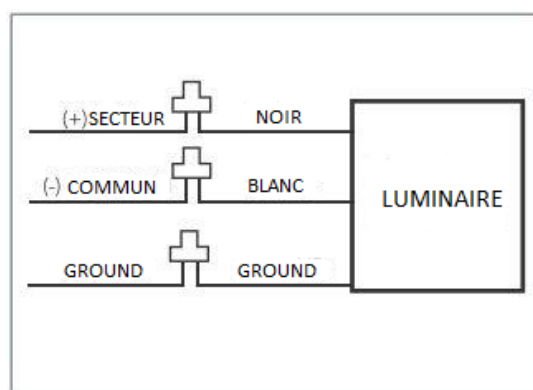 (+)SECTEUR NOIR
(-) COMMUN BLANC
LUMINAIRE
GROUND GROUND